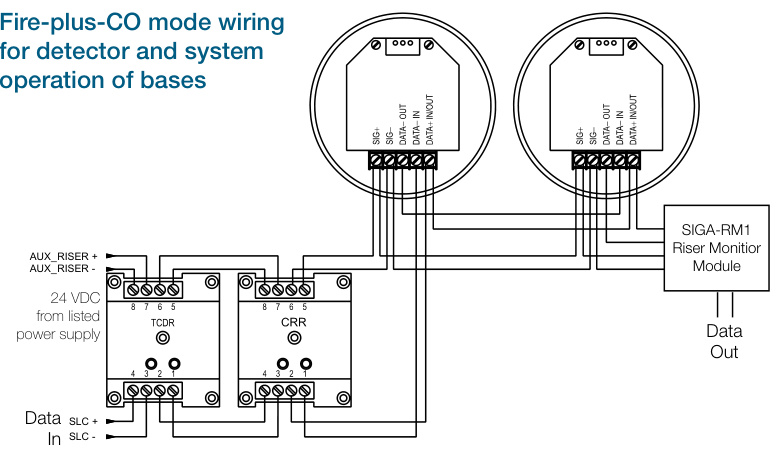 Fire-plus-CO mode wiring
for detector and system
operation of bases
SIG+
SIG–
DATA– OUT
DATA– IN
DATA+ IN/OUT
SIG+
SIG–
DATA– OUT
DATA– IN
DATA+ IN/OUT
SIGA-RM1
Riser Monitior
Module
Data
Out
AUX_RISER +
AUX_RISER -
24 VDC
from listed
power supply
8 7 6 5
TCDR
4 3 2 1
8 7 6 5
CRR
4 3 2 1
Data SLC +
In SLC -